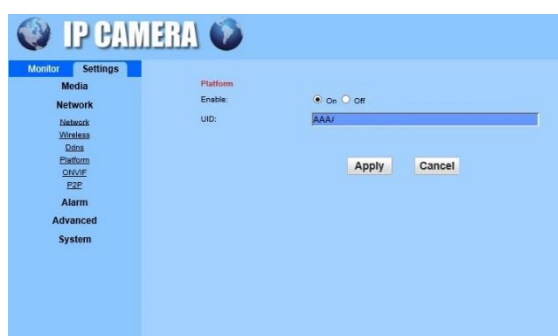 IP CAMERA
Monitor Settings
Media
Network
Network
Wireless
Ddns
Platform
ONVIF
P2P
Alarm
Advanced
System
Platform
Enable: On Off
UID: AAA/
Apply Cancel